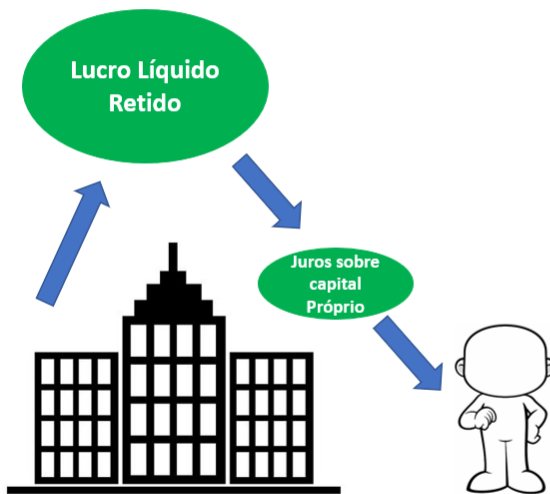 Lucro Líquido
Retido
Juros sobre
capital
Próprio